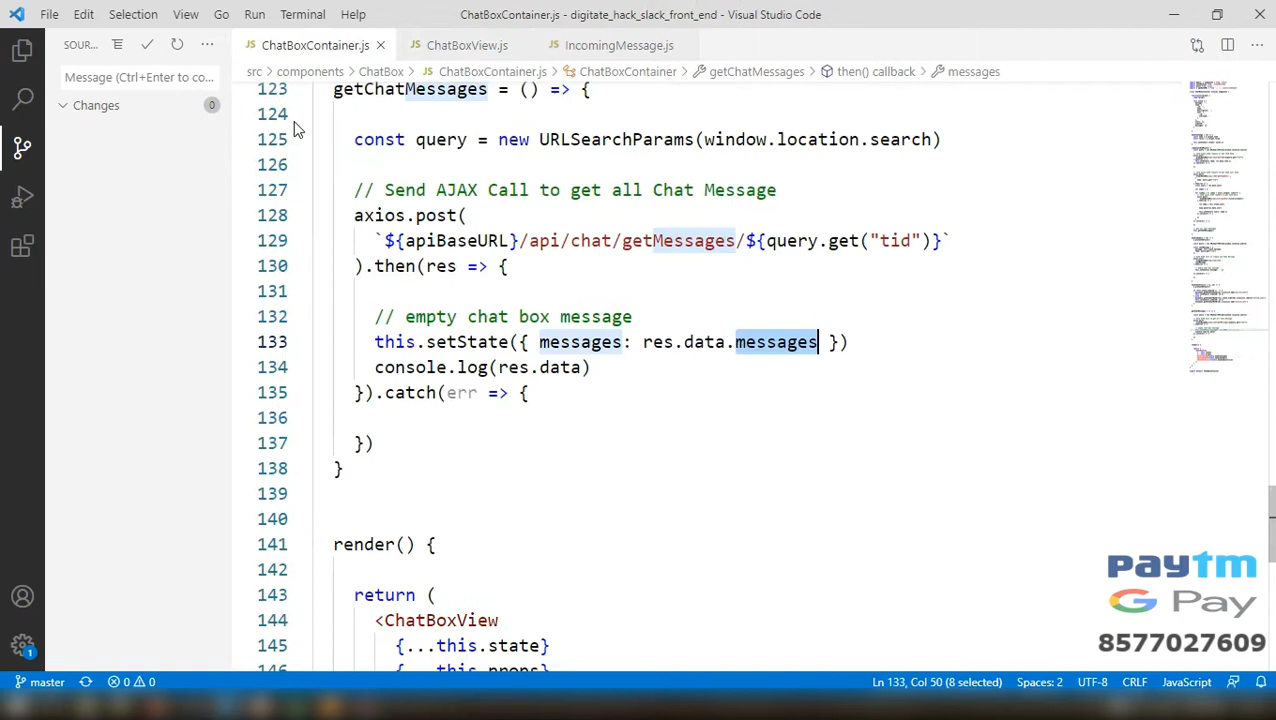 File Edit Selection View Go Run Terminal Help ChatBoxContainer.js - digitate_hack_slack_front_end - Visual Studio Code
SOUR... ChatBoxContainer.js ChatBoxView.js IncomingMessage.js
Message (Ctrl+Enter to co...
src > components > ChatBox > ChatBoxContainer.js > ChatBoxContainer > getChatMessages > then() callback > messages
Changes 0
123 getChatMessages = () => {
124
125 const query = new URLSearchParams(window.location.search)
126
127 // Send AJAX call to get all Chat Message
128 axios.post(
129 `${apiBaseURL}/api/chat/getMessages/${query.get("tid")}`
130 ).then(res =>
131
132 // empty chat box message
133 this.setState({ messages: res.data.messages })
134 console.log(res.data)
135 }).catch(err => {
136
137 })
138 }
139
140
141 render() {
142
143 return (
144 <ChatBoxView
145 {...this.state}
146 {...this.props}
paytm
G Pay
8577027609
master 0 0 Ln 133, Col 50 (8 selected) Spaces: 2 UTF-8 CRLF JavaScript
1